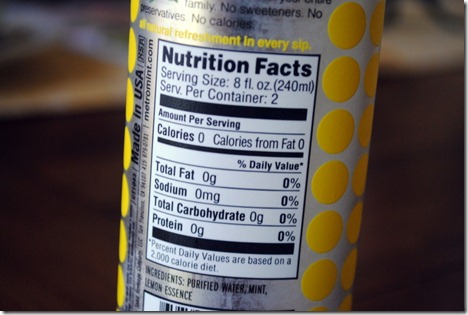 family. No sweeteners. No
preservatives. No calories.
all natural refreshment in every sip.
Nutrition Facts
Serving Size: 8 fl. oz. (240ml)
Serv. Per Container: 2
Amount Per Serving
Calories 0 Calories from Fat 0
% Daily Value*
Total Fat 0g 0%
Sodium 0mg 0%
Total Carbohydrate 0g 0%
Protein 0g 0%
*Percent Daily Values are based on a
2,000 calorie diet.
INGREDIENTS: PURIFIED WATER, MINT,
LEMON ESSENCE
Made in USA
metromint.com